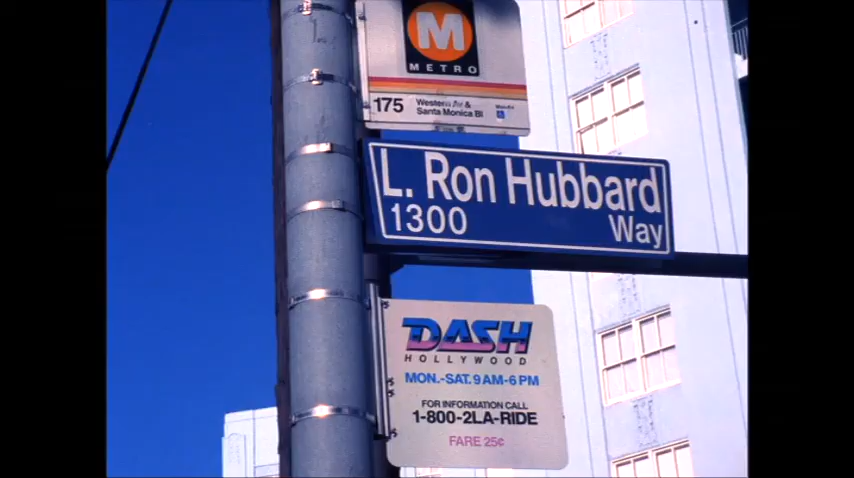 M
METRO
175 Western Av &
Santa Monica Bl
L. Ron Hubbard
1300 Way
DASH
HOLLYWOOD
MON.-SAT. 9 AM-6 PM
FOR INFORMATION CALL
1-800-2LA-RIDE
FARE 25¢